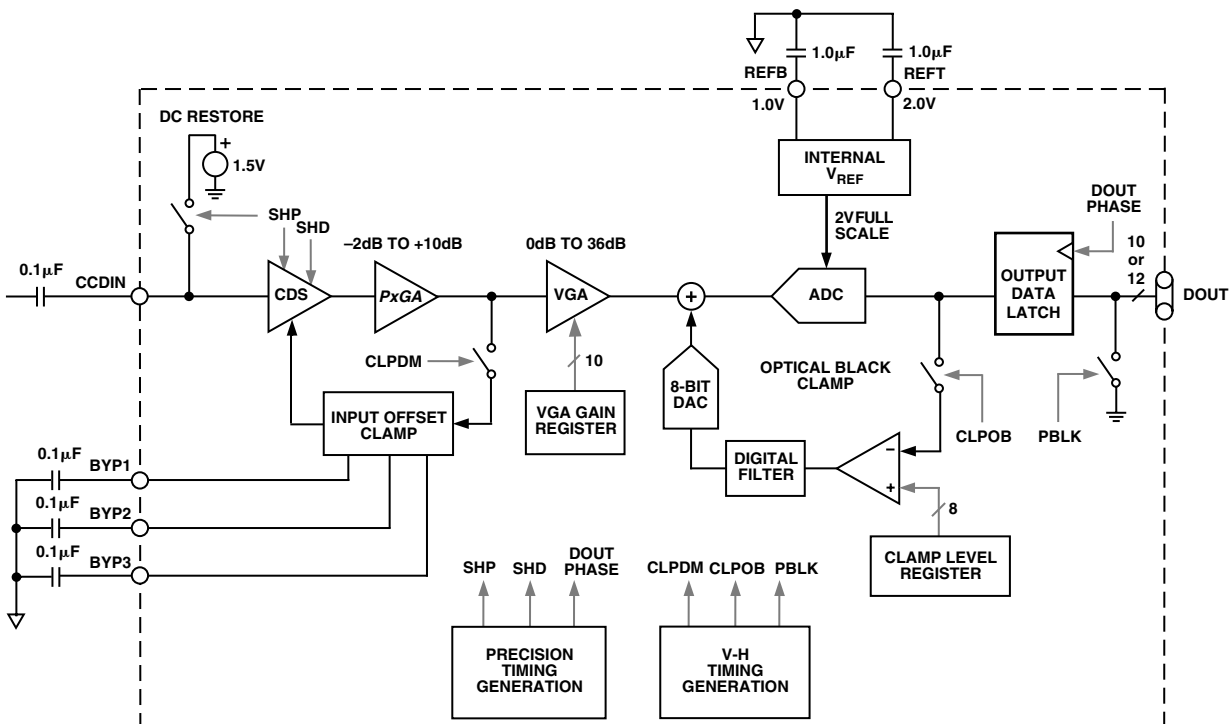 1.0µF
1.0µF
REFB
REFT
1.0V
2.0V
DC RESTORE
+
1.5V
INTERNAL
VREF
DOUT
PHASE
SHP
SHD
–2dB TO +10dB
0dB TO 36dB
2V FULL
SCALE
10
or
12
0.1µF
CCDIN
CDS
PxGA
VGA
+
ADC
OUTPUT
DATA
LATCH
DOUT
CLPDM
10
8-BIT
DAC
OPTICAL BLACK
CLAMP
INPUT OFFSET
CLAMP
VGA GAIN
REGISTER
CLPOB
PBLK
0.1µF
BYP1
DIGITAL
FILTER
–
+
0.1µF
BYP2
8
0.1µF
BYP3
CLAMP LEVEL
REGISTER
SHP
SHD
DOUT
PHASE
CLPDM
CLPOB
PBLK
PRECISION
TIMING
GENERATION
V-H
TIMING
GENERATION